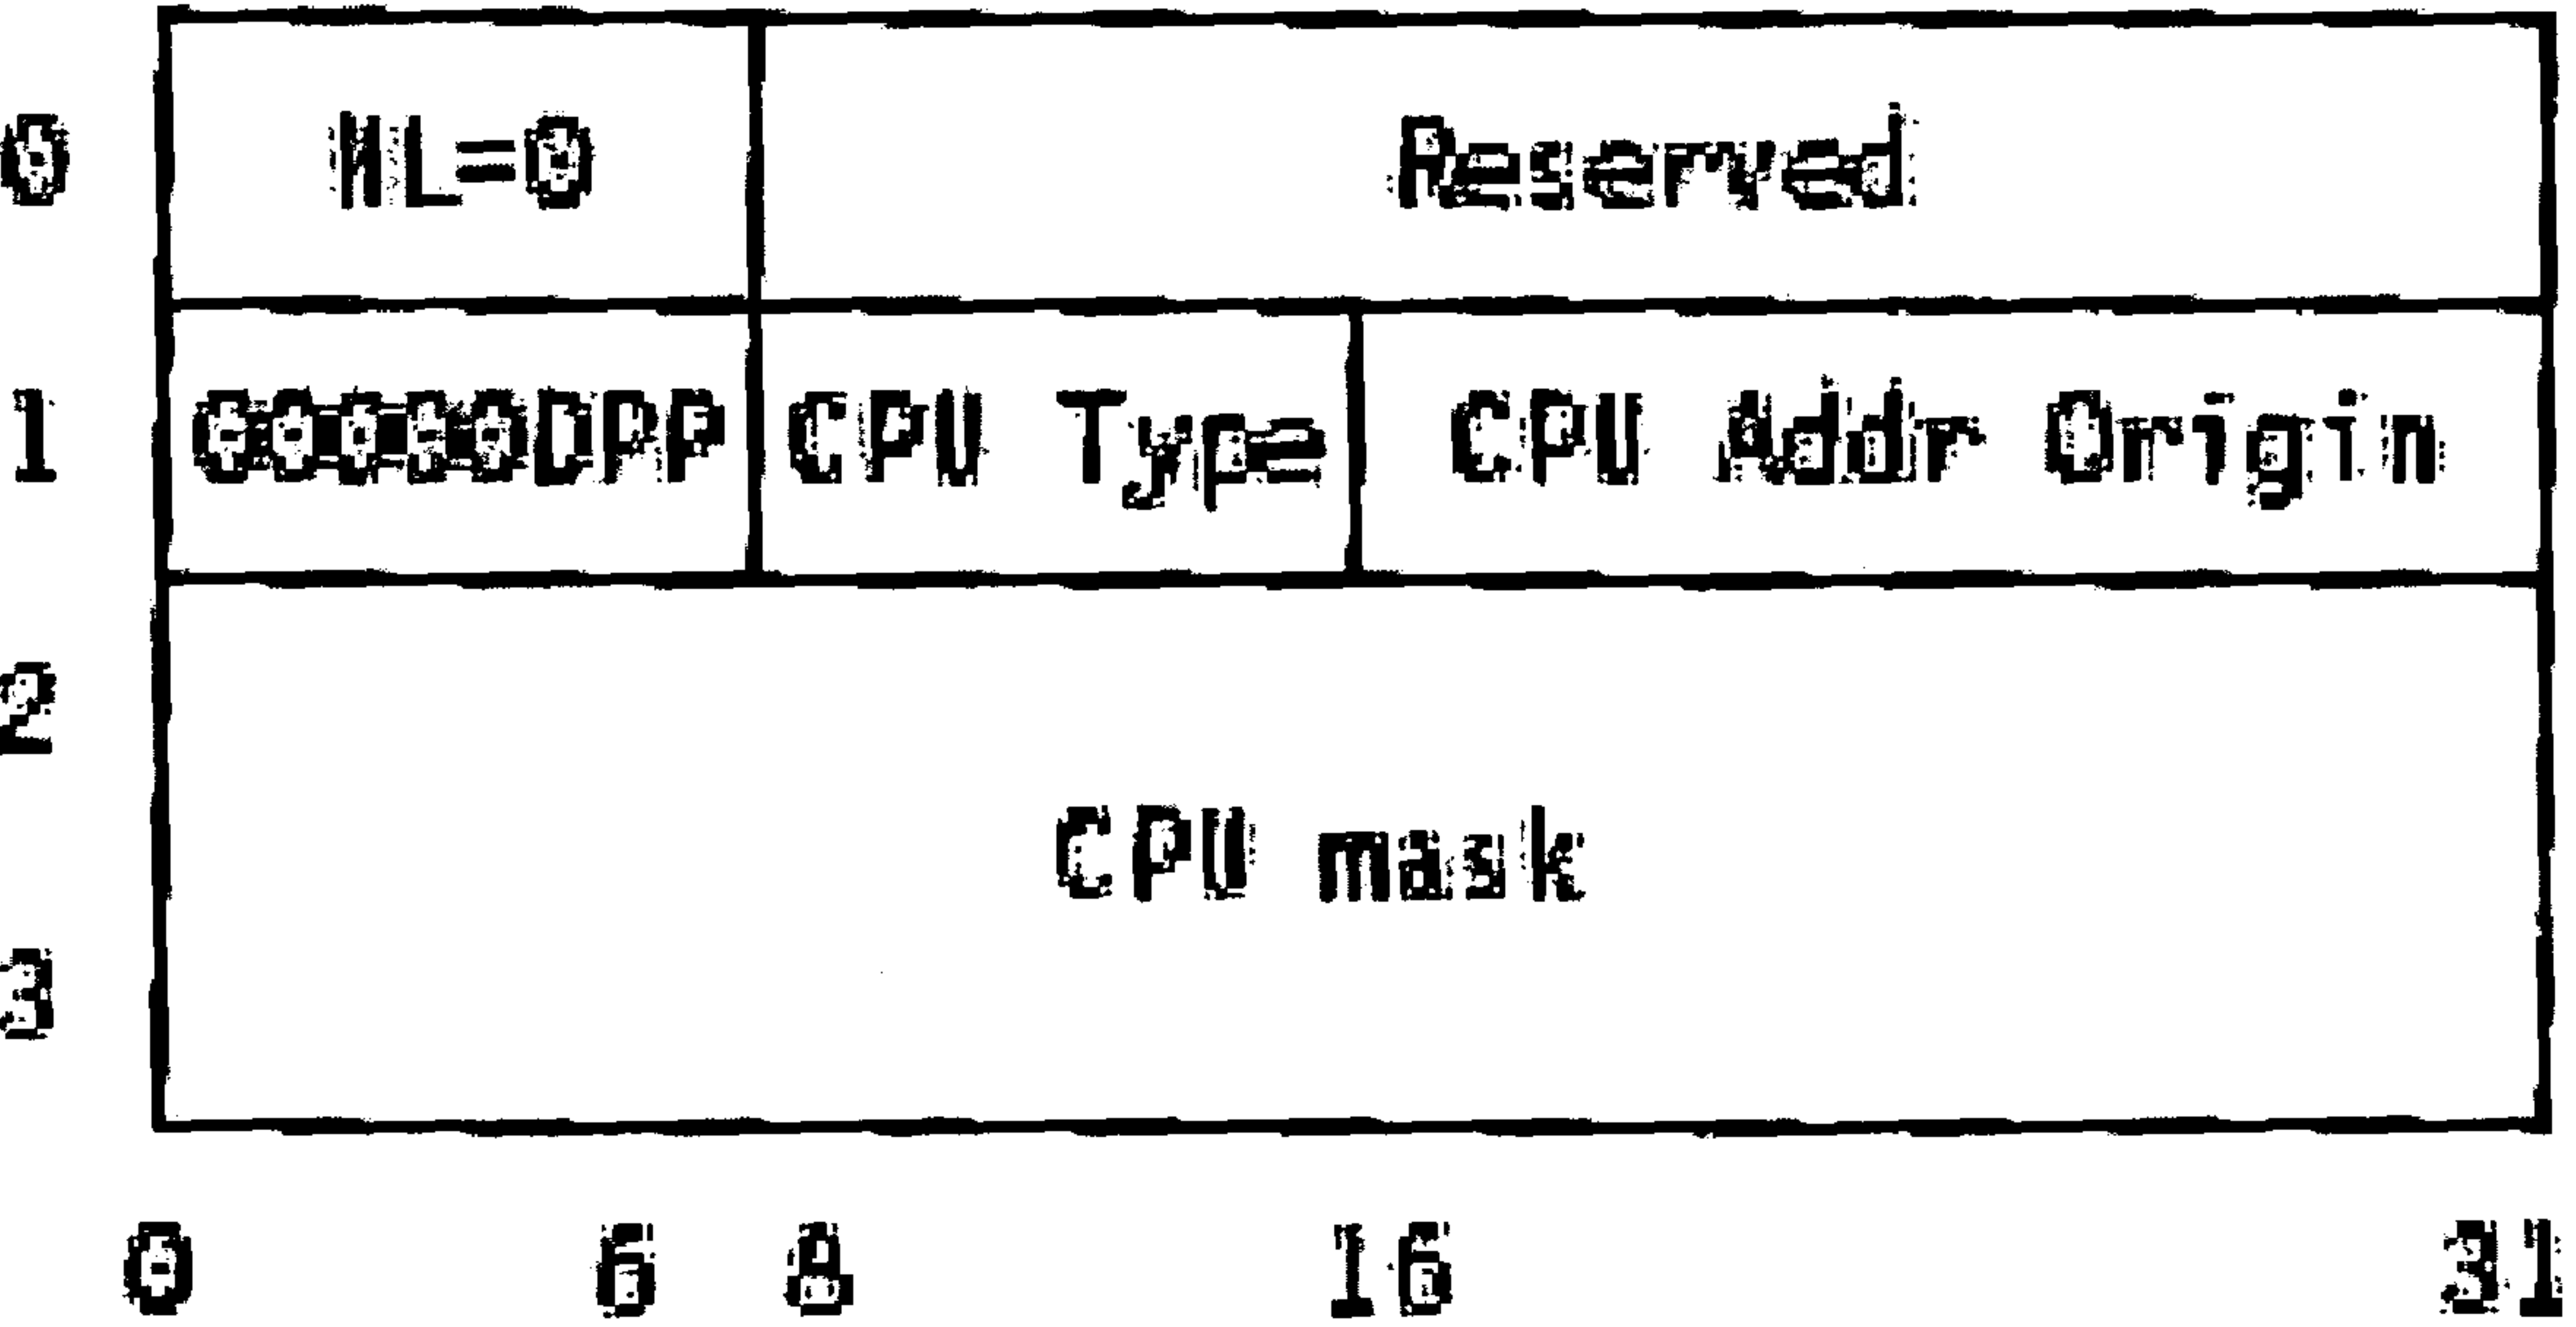 0 NL=0 Reserved
1 00000DPP CPU Type CPU Addr Origin
2
CPU mask
3
0 6 8 16 31